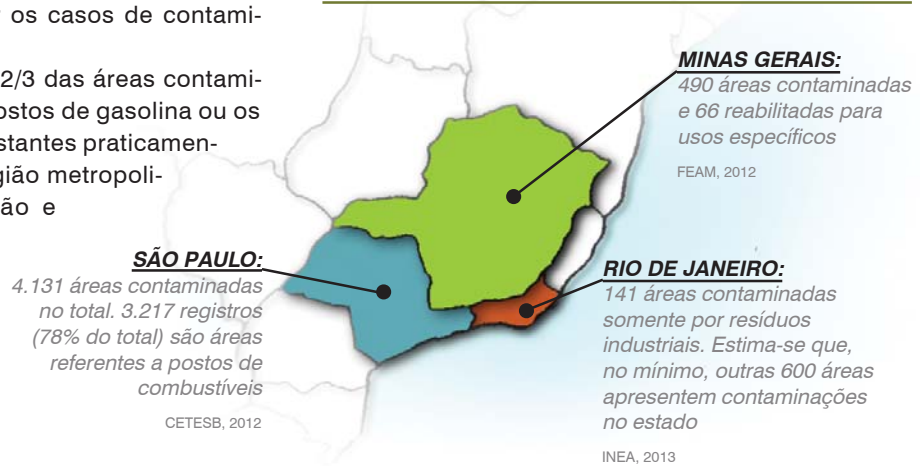 os casos de contami-
2/3 das áreas contami-
ostos de gasolina ou os
stantes praticamen-
gião metropoli-
ão e
MINAS GERAIS:
490 áreas contaminadas
e 66 reabilitadas para
usos específicos
FEAM, 2012
SÃO PAULO:
4.131 áreas contaminadas
no total. 3.217 registros
(78% do total) são áreas
referentes a postos de
combustíveis
CETESB, 2012
RIO DE JANEIRO:
141 áreas contaminadas
somente por resíduos
industriais. Estima-se que,
no mínimo, outras 600 áreas
apresentem contaminações
no estado
INEA, 2013